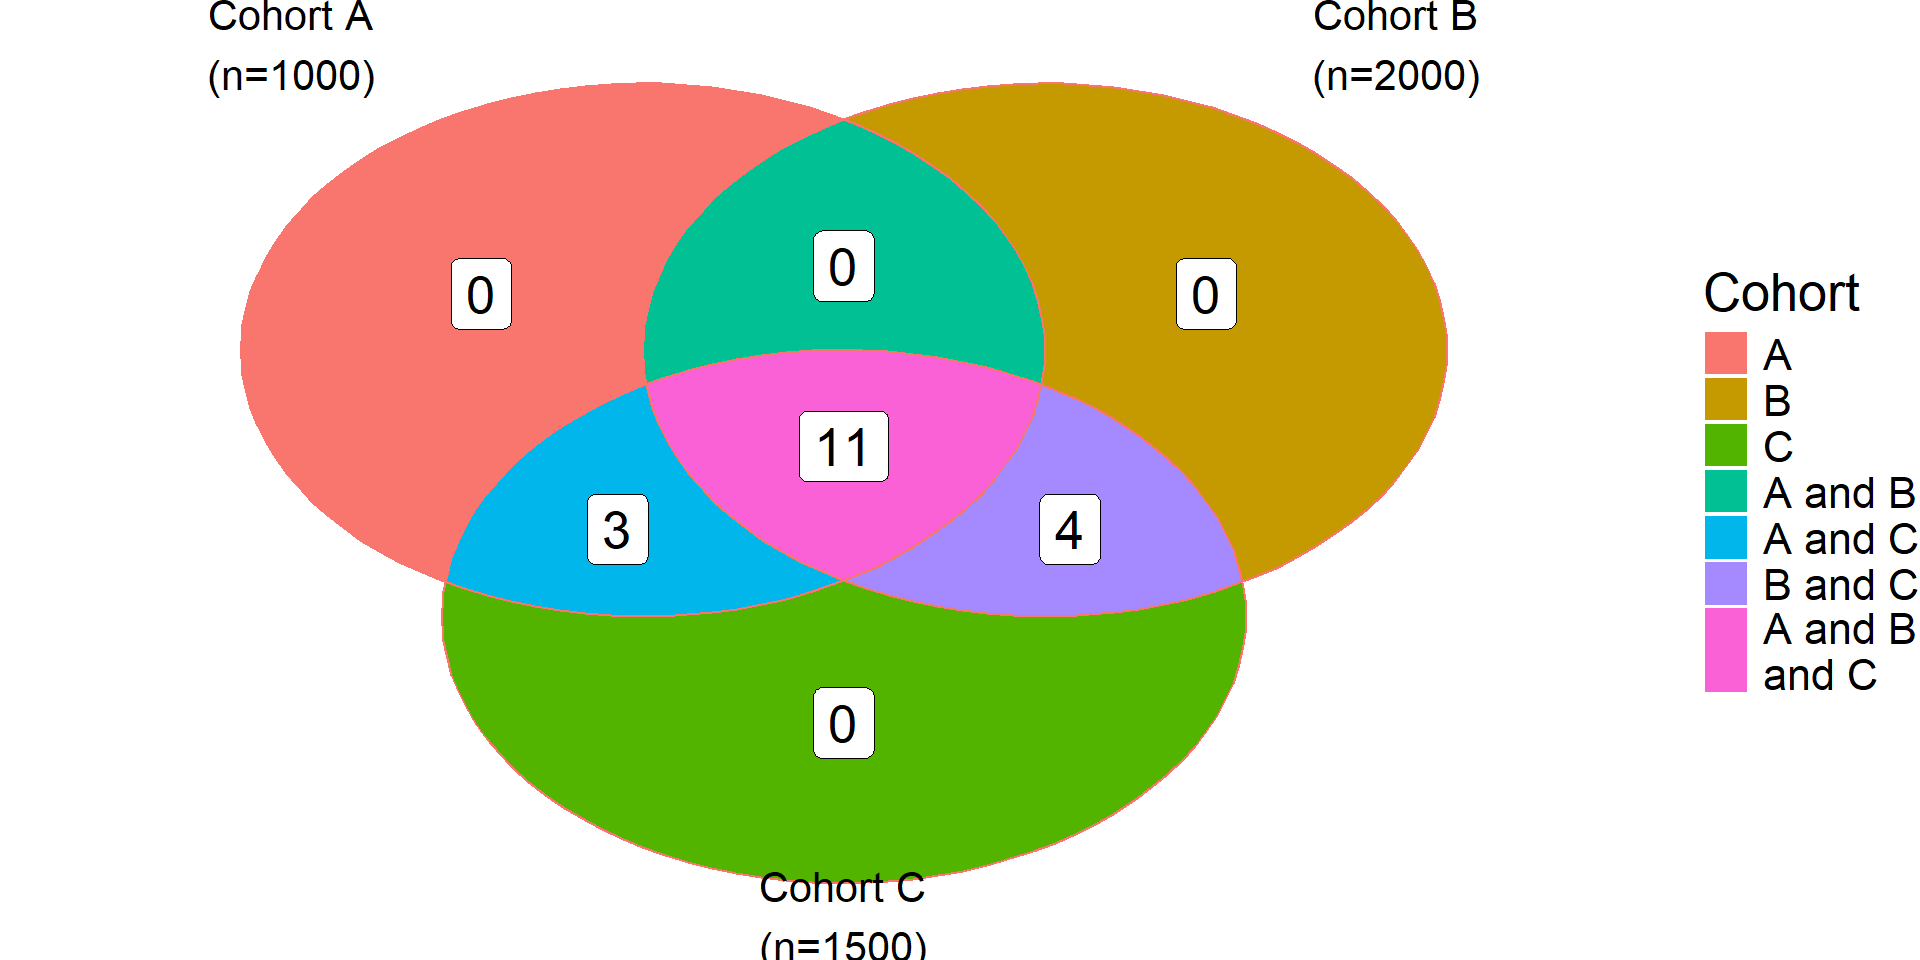 Cohort A
(n=1000)
Cohort B
(n=2000)
0
0
0
11
3
4
0
Cohort C
(n=1500)
Cohort
A
B
C
A and B
A and C
B and C
A and B
and C